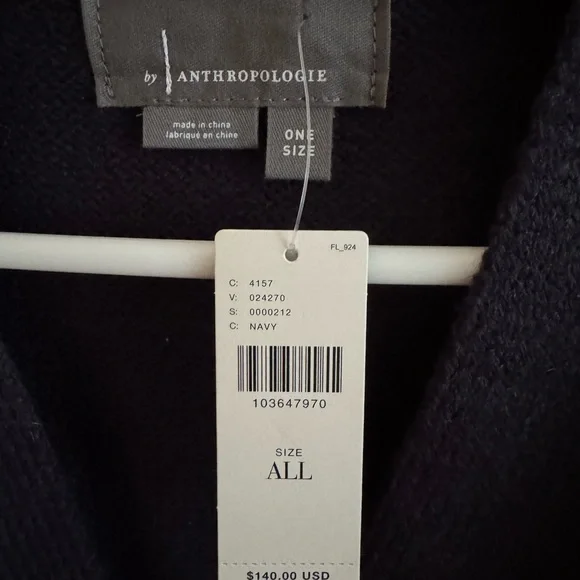 by ANTHROPOLOGIE
made in china
fabriqué en chine
ONE
SIZE
FL_924
C: 4157
V: 024270
S: 0000212
C: NAVY
103647970
SIZE
ALL
$140.00 USD